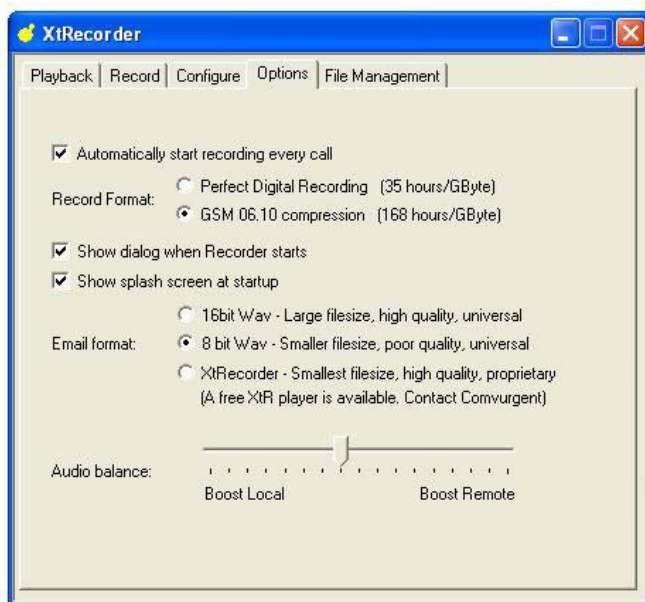 XtRecorder
Playback Record Configure Options File Management
Automatically start recording every call
Record Format:
Perfect Digital Recording (35 hours/GByte)
GSM 06.10 compression (168 hours/GByte)
Show dialog when Recorder starts
Show splash screen at startup
Email format:
16bit Wav - Large filesize, high quality, universal
8 bit Wav - Smaller filesize, poor quality, universal
XtRecorder - Smallest filesize, high quality, proprietary
(A free XtR player is available. Contact Comvurgent)
Audio balance:
Boost Local Boost Remote